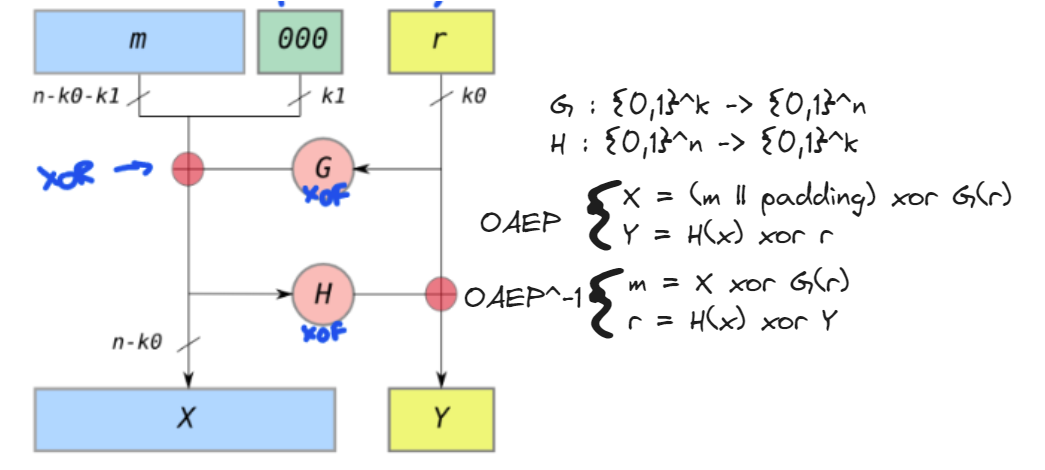 m
000
r
n-k0-k1
k1
k0
XOR →
G
XOF
H
XOF
n-k0
X
Y
G : {0,1}^k -> {0,1}^n
H : {0,1}^n -> {0,1}^k
OAEP
X = (m || padding) xor G(r)
Y = H(x) xor r
OAEP^-1
m = X xor G(r)
r = H(x) xor Y